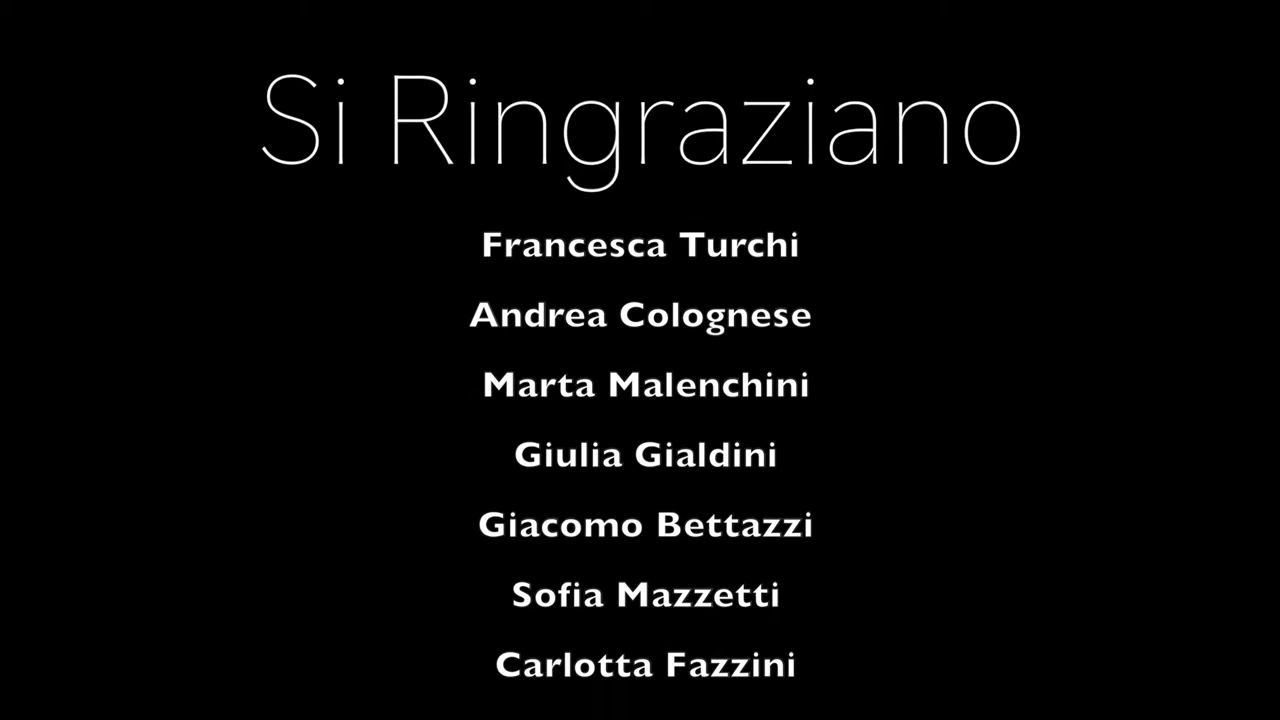 Si Ringraziano
Francesca Turchi
Andrea Colognese
Marta Malenchini
Giulia Gialdini
Giacomo Bettazzi
Sofia Mazzetti
Carlotta Fazzini